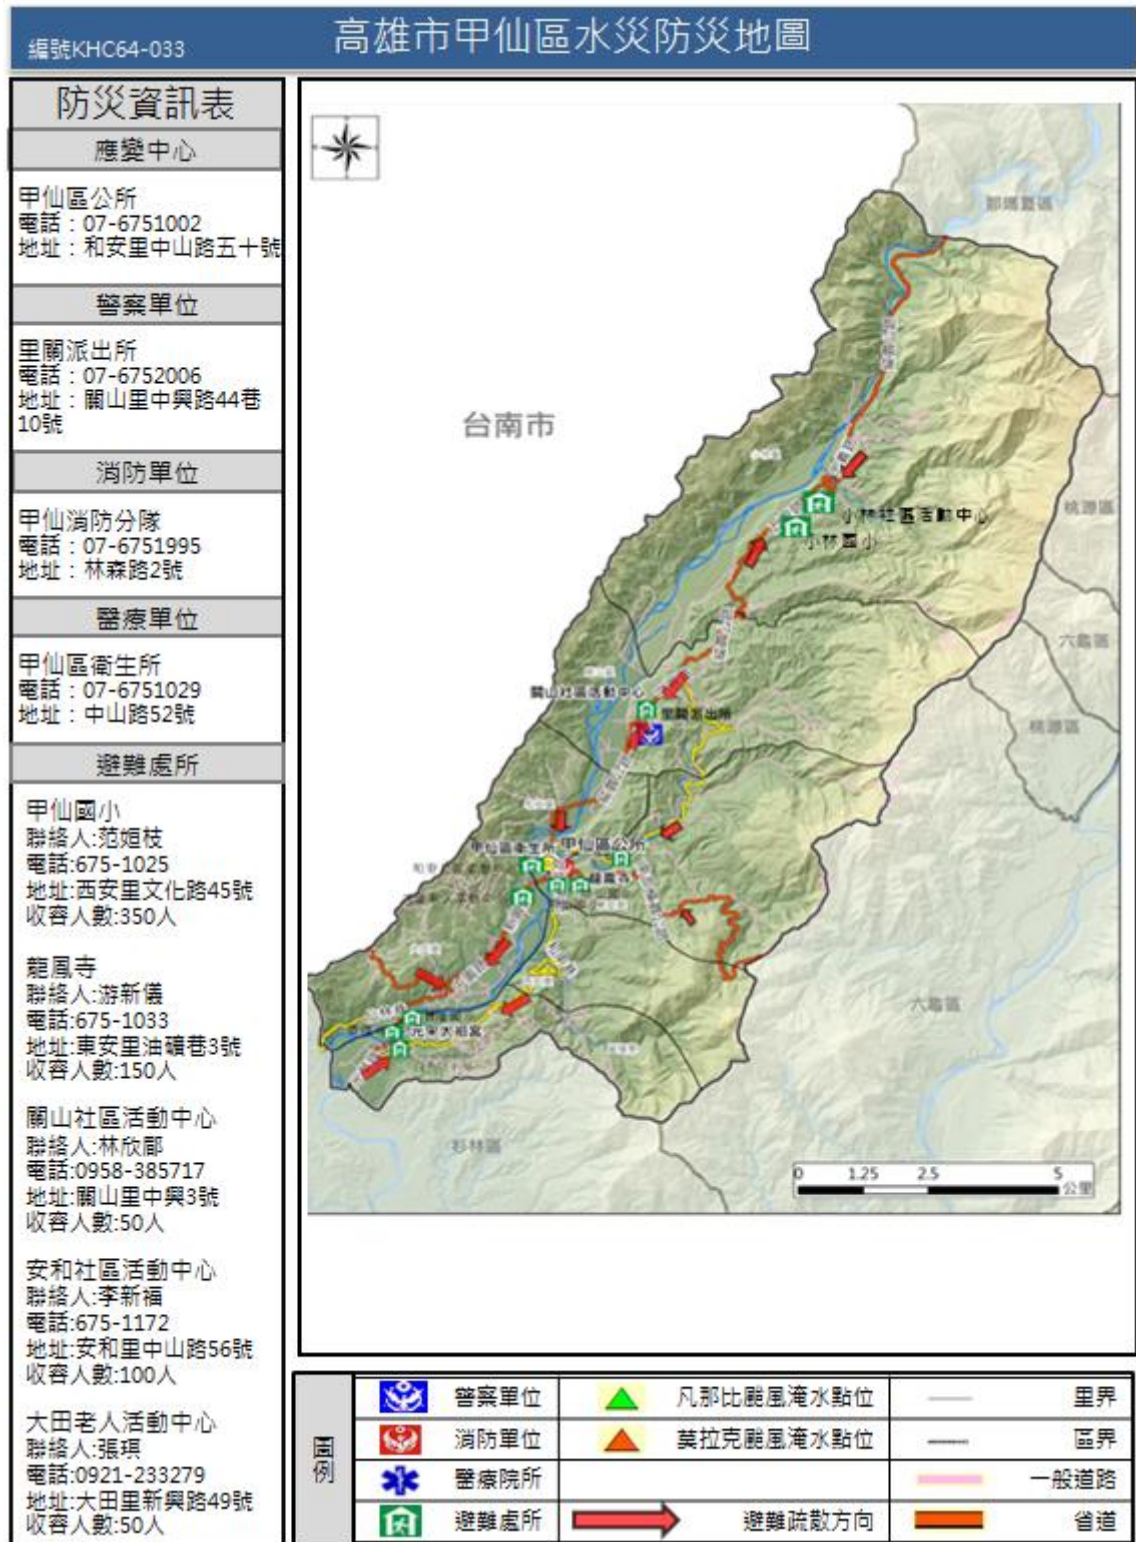 編號KHC64-033
高雄市甲仙區水災防災地圖
防災資訊表
應變中心
甲仙區公所
電話：07-6751002
地址：和安里中山路五十號
警察單位
里關派出所
電話：07-6752006
地址：關山里中興路44巷
10號
消防單位
甲仙消防分隊
電話：07-6751995
地址：林森路2號
醫療單位
甲仙區衛生所
電話：07-6751029
地址：中山路52號
避難處所
甲仙國小
聯絡人:范姮枝
電話:675-1025
地址:西安里文化路45號
收容人數:350人
龍鳳寺
聯絡人:游新儀
電話:675-1033
地址:東安里油礦巷3號
收容人數:150人
關山社區活動中心
聯絡人:林欣郿
電話:0958-385717
地址:關山里中興3號
收容人數:50人
安和社區活動中心
聯絡人:李新福
電話:675-1172
地址:安和里中山路56號
收容人數:100人
大田老人活動中心
聯絡人:張琪
電話:0921-233279
地址:大田里新興路49號
收容人數:50人
那瑪夏區
台南市
桃源區
小林社區活動中心
小林國小
六龜區
桃源區
關山社區活動中心
里關派出所
甲仙區衛生所
甲仙區公所
龍鳳寺
六龜區
杉林區
0 1.25 2.5 5
公里
圖例
警察單位
凡那比颱風淹水點位
里界
消防單位
莫拉克颱風淹水點位
區界
醫療院所
一般道路
避難處所
避難疏散方向
省道